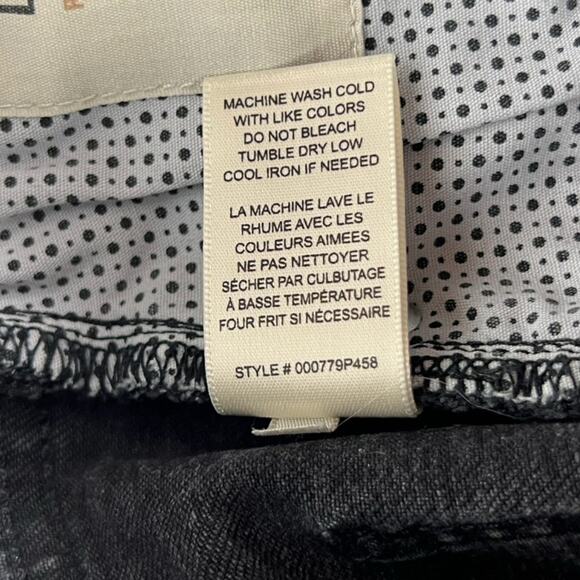 MACHINE WASH COLD
WITH LIKE COLORS
DO NOT BLEACH
TUMBLE DRY LOW
COOL IRON IF NEEDED
LA MACHINE LAVE LE
RHUME AVEC LES
COULEURS AIMEES
NE PAS NETTOYER
SÉCHER PAR CULBUTAGE
À BASSE TEMPÉRATURE
FOUR FRIT SI NÉCESSAIRE
STYLE # 000779P458